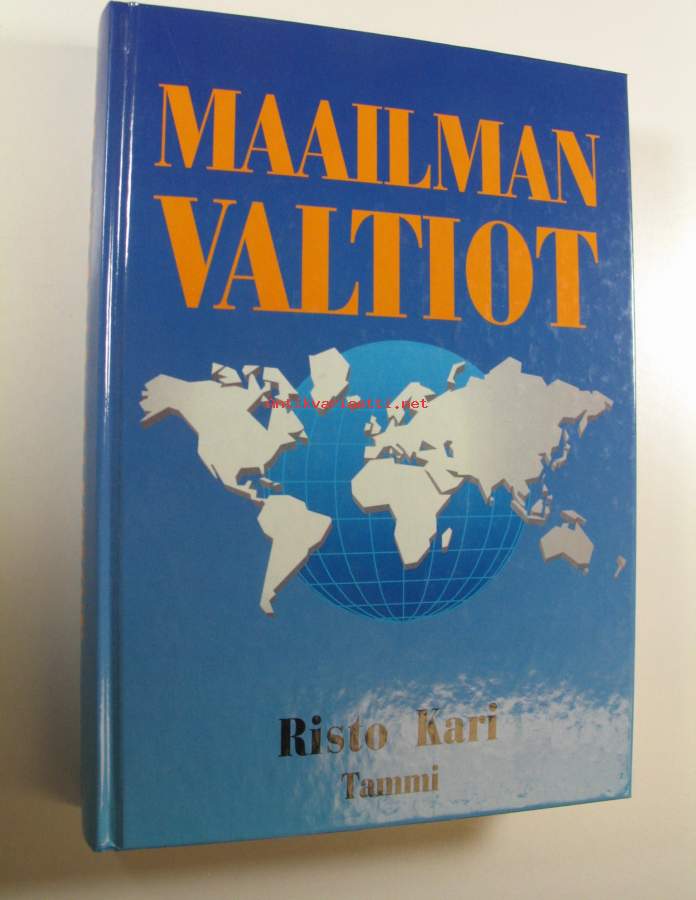 MAAILMAN
VALTIOT
antikvariaatti.net
Risto Kari
Tammi